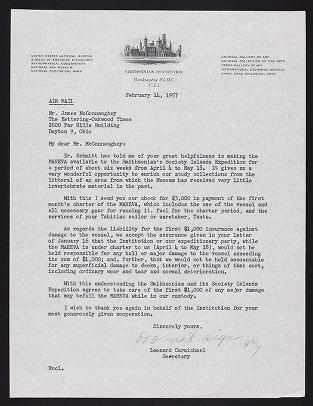 UNITED STATES NATIONAL MUSEUM
BUREAU OF AMERICAN ETHNOLOGY
ASTROPHYSICAL OBSERVATORY
NATIONAL AIR MUSEUM
NATIONAL ZOOLOGICAL PARK
NATIONAL GALLERY OF ART
NATIONAL COLLECTION OF FINE ARTS
FREER GALLERY OF ART
INTERNATIONAL EXCHANGE SERVICE
CANAL ZONE BIOLOGICAL AREA
SMITHSONIAN INSTITUTION
Washington 25, D.C.
U.S.A.
February 14, 1957
AIR MAIL
Mr. James McConnaughey
The Kettering-Oakwood Times
2600 Far Hills Building
Dayton 9, Ohio
My dear Mr. McConnaughey:
Dr. Schmitt has told me of your great helpfulness in making the
MAREVA available to the Smithsonian's Society Islands Expedition for
a period of about six weeks from April 4 to May 18. It gives us a
very wonderful opportunity to enrich our study collections from the
littoral of an area from which the Museum has received very little
invertebrate material in the past.
With this I send you our check for $3,000 in payment of the first
month's charter of the MAREVA, which includes the use of the vessel and
all necessary gear for running it, fuel for the charter period, and the
services of your Tahitian sailor or caretaker,
As regards the liability for the first $1,000 insurance against
damage to the vessel, we accept the assurance given in your letter
of January 18 that the Institution or our expeditionary party, while
the MAREVA is under charter to us (April 4 to May 18), would not be
held responsible for any hull or major damage to the vessel exceeding
the sum of $1,000; and, further, that we would not be held accountable
for any superficial damage to decks, interior, or things of that sort,
including ordinary wear and tear and normal deterioration.
With this understanding the Smithsonian and its Society Islands
Expedition agrees to take care of the first $1,000 of any major damage
that may befall the MAREVA while in our custody.
I wish to thank you again in behalf of the Institution for your
most generously given cooperation.
Sincerely yours,
Leonard Carmichael
Secretary
Encl.